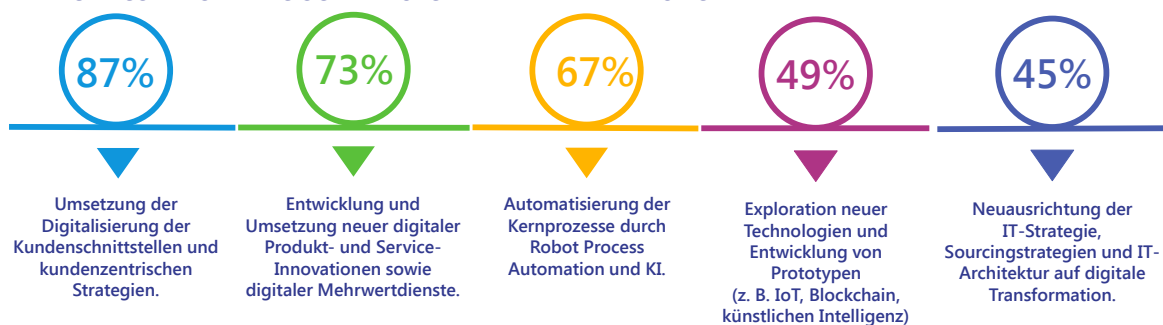 87%
73%
67%
49%
45%
Umsetzung der
Digitalisierung der
Kundenschnittstellen und
kundenzentrischen
Strategien.
Entwicklung und
Umsetzung neuer digitaler
Produkt- und Service-
Innovationen sowie
digitaler Mehrwertdienste.
Automatisierung der
Kernprozesse durch
Robot Process
Automation und KI.
Exploration neuer
Technologien und
Entwicklung von
Prototypen
(z. B. IoT, Blockchain,
künstlichen Intelligenz)
Neuausrichtung der
IT-Strategie,
Sourcingstrategien und IT-
Architektur auf digitale
Transformation.